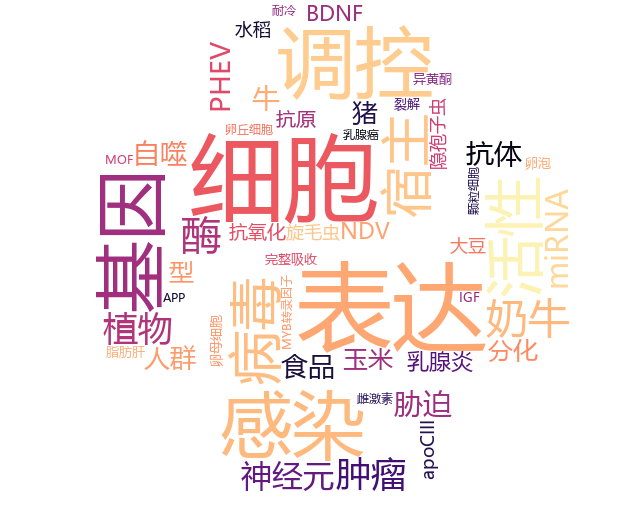 耐冷
BDNF
水稻
调控
PHEV
异黄酮
牛
裂解
猪
隐孢子虫
抗原
卵丘细胞
乳腺癌
宿主
细胞
MOF
自噬
抗体
卵泡
颗粒细胞
基因
活性
miRNA
酶
抗氧化
旋毛虫
NDV
大豆
完整吸收
型
表达
APP
MYB转录因子
IGF
病毒
植物
奶牛
卵母细胞
脂肪肝
人群
食品
玉米
乳腺炎
分化
感染
雌激素
胁迫
apoCIII
神经元
肿瘤